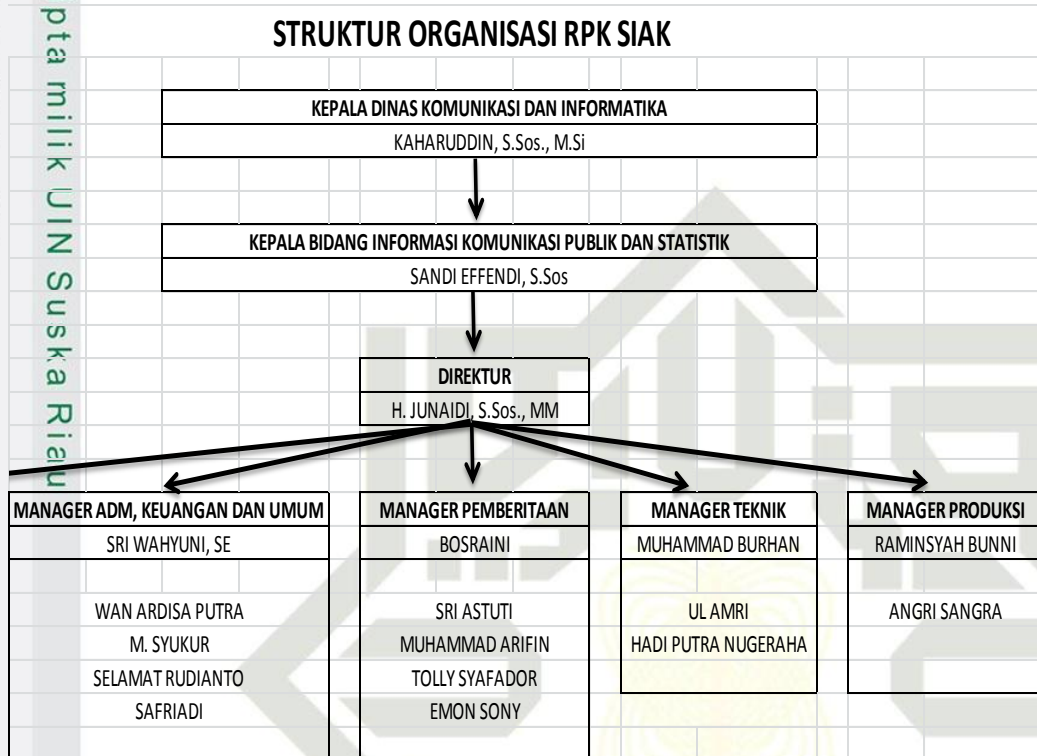 pta milik UIN Suska Riau
STRUKTUR ORGANISASI RPK SIAK
KEPALA DINAS KOMUNIKASI DAN INFORMATIKA
KAHARUDDIN, S.Sos., M.Si
KEPALA BIDANG INFORMASI KOMUNIKASI PUBLIK DAN STATISTIK
SANDI EFFENDI, S.Sos
DIREKTUR
H. JUNAIDI, S.Sos., MM
MANAGER ADM, KEUANGAN DAN UMUM
SRI WAHYUNI, SE
WAN ARDISA PUTRA
M. SYUKUR
SELAMAT RUDIANTO
SAFRIADI
MANAGER PEMBERITAAN
BOSRAINI
SRI ASTUTI
MUHAMMAD ARIFIN
TOLLY SYAFADOR
EMON SONY
MANAGER TEKNIK
MUHAMMAD BURHAN
UL AMRI
HADI PUTRA NUGERAHA
MANAGER PRODUKSI
RAMINSYAH BUNNI
ANGRI SANGRA